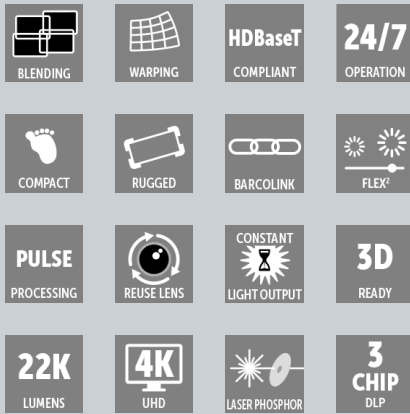 BLENDING
WARPING
HDBaseT
COMPLIANT
24/7
OPERATION
COMPACT
RUGGED
BARCOLINK
FLEX²
PULSE
PROCESSING
REUSE LENS
CONSTANT
LIGHT OUTPUT
3D
READY
22K
LUMENS
4K
UHD
LASER PHOSPHOR
3
CHIP
DLP